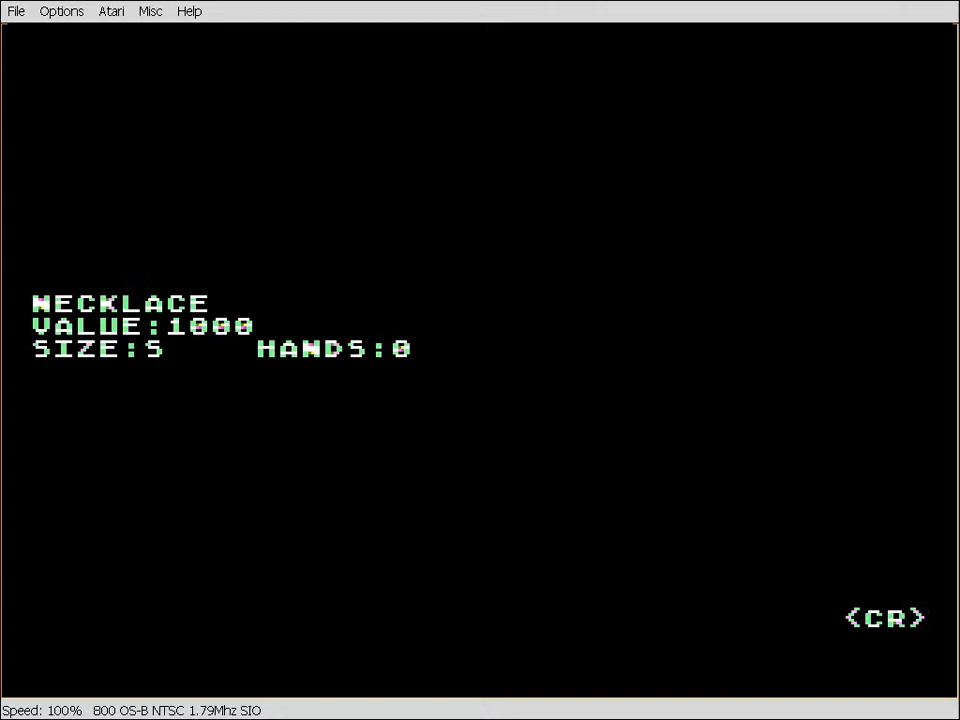 File Options Atari Misc Help
NECKLACE
VALUE:1000
SIZE:S HANDS:0
<CR>
Speed: 100% 800 OS-B NTSC 1.79Mhz SIO